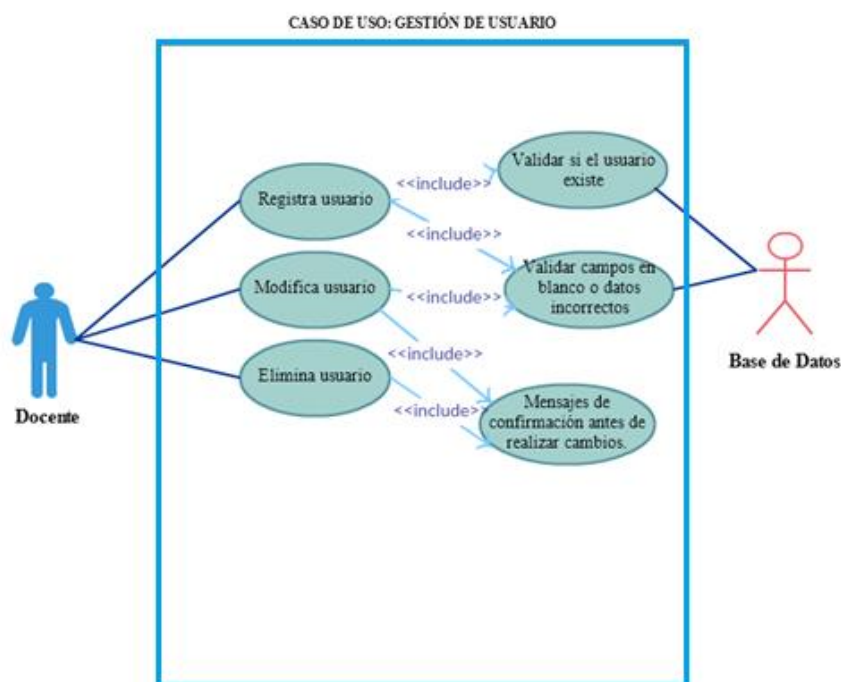 CASO DE USO: GESTIÓN DE USUARIO
Validar si el usuario
existe
<<include>>
Registra usuario
<<include>>
Validar campos en
blanco o datos
incorrectos
Modifica usuario
<<include>>
Base de Datos
<<include>>
Elimina usuario
Mensajes de
confirmación antes de
realizar cambios.
<<include>>
Docente